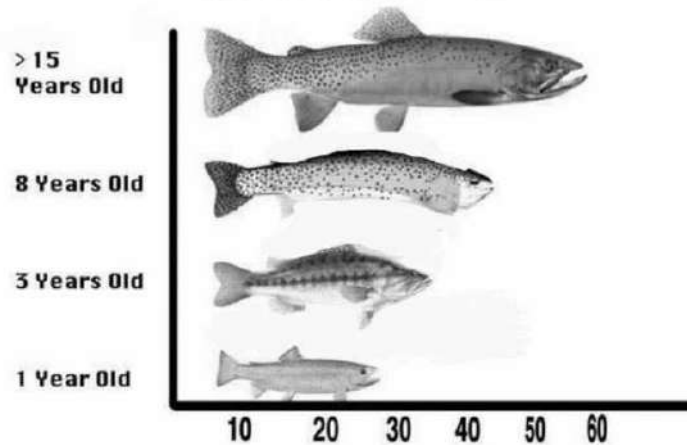 > 15
Years Old
8 Years Old
3 Years Old
1 Year Old
10 20 30 40 50 60